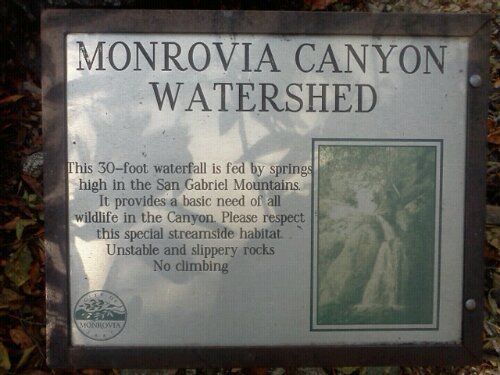 MONROVIA CANYON
WATERSHED
This 30-foot waterfall is fed by springs
high in the San Gabriel Mountains.
It provides a basic need of all
wildlife in the Canyon. Please respect
this special streamside habitat.
Unstable and slippery rocks
No climbing
MONROVIA